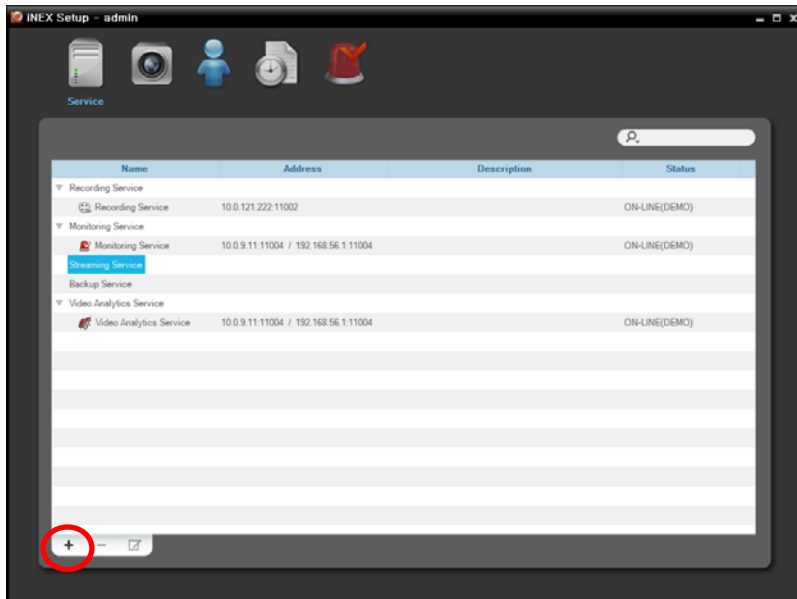 iNEX Setup - admin
Service
Name Address Description Status
Recording Service
Recording Service 10.0.121.222:11002 ON-LINE(DEMO)
Monitoring Service
Monitoring Service 10.0.9.11:11004 / 192.168.56.1:11004 ON-LINE(DEMO)
Streaming Service
Backup Service
Video Analytics Service
Video Analytics Service 10.0.9.11:11004 / 192.168.56.1:11004 ON-LINE(DEMO)